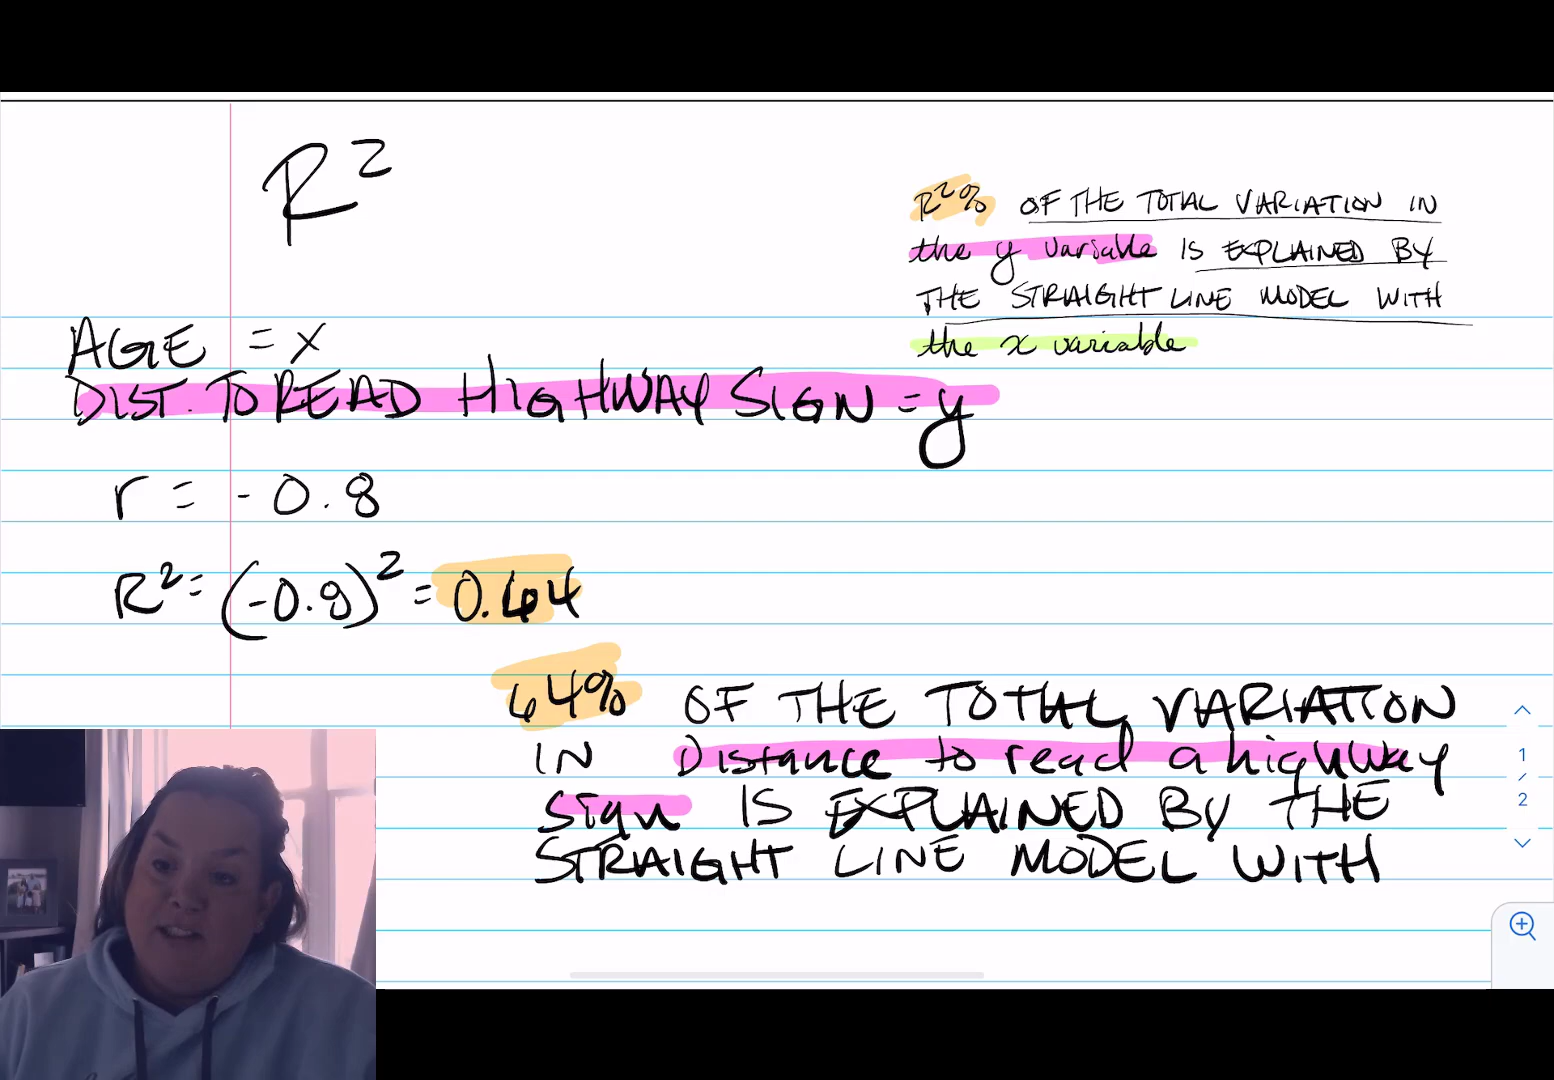 R²
R²% OF THE TOTAL VARIATION IN
the y variable IS EXPLAINED BY
THE STRAIGHT LINE MODEL WITH
the x variable
AGE = x
DIST. TO READ HIGHWAY SIGN = y
r = -0.8
R² = (-0.8)² = 0.64
64% OF THE TOTAL VARIATION
IN Distance to read a highway
sign IS EXPLAINED BY THE
STRAIGHT LINE MODEL WITH
1
/
2